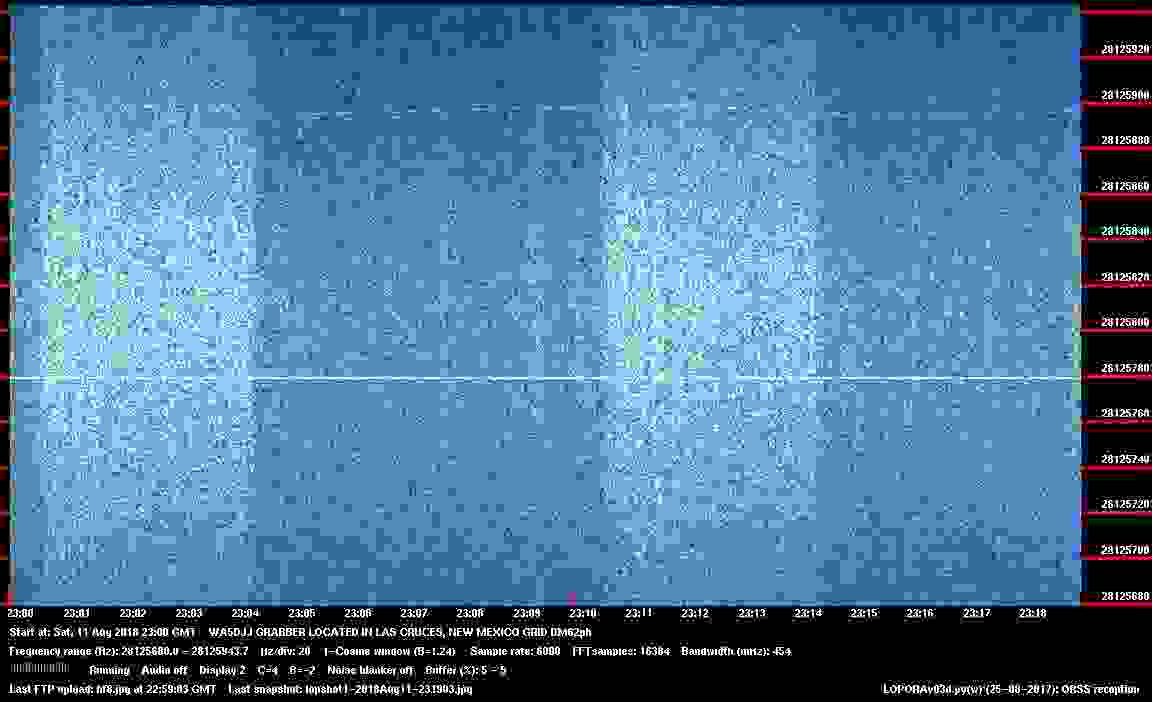 28125920
28125900
28125880
28125860
28125840
28125820
28125800
28125780
28125760
28125740
28125720
28125700
28125680
23:00 23:01 23:02 23:03 23:04 23:05 23:06 23:07 23:08 23:09 23:10 23:11 23:12 23:13 23:14 23:15 23:16 23:17 23:18
Start at: Sat, 11 Aug 2018 23:00 GMT WA5DJJ GRABBER LOCATED IN LAS CRUCES, NEW MEXICO GRID DM62ph
Frequency range (Hz): 28125680.0 - 28125943.7 Hz/div: 20 1-Cosine window (B=1.24) Sample rate: 6000 FFTsamples: 16384 Bandwidth (mHz): 454
Running Audio off Display 2 C=4 B=-2 Noise blanker off Buffer (%): 5 - 5
Last FTP upload: hf8.jpg at 22:59:03 GMT Last snapshot: lopshot1-2018Aug11-231903.jpg
LOPORAv03d.py(w) (25-08-2017): QRSS reception